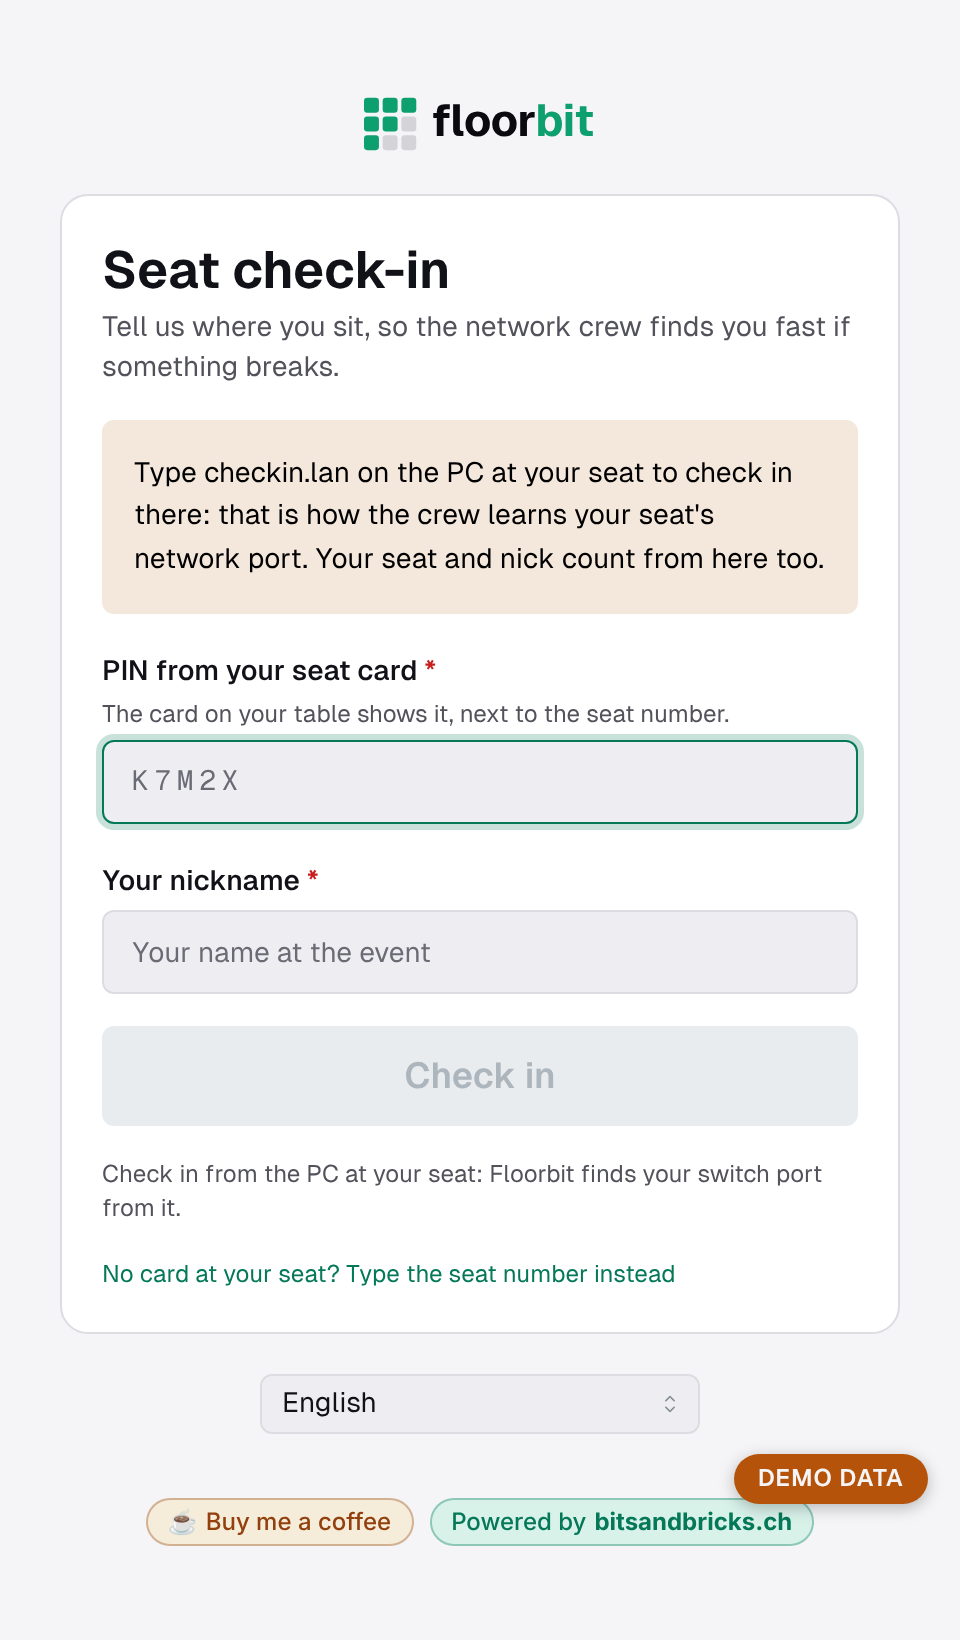 floorbit
Seat check-in
Tell us where you sit, so the network crew finds you fast if
something breaks.
Type checkin.lan on the PC at your seat to check in
there: that is how the crew learns your seat's
network port. Your seat and nick count from here too.
PIN from your seat card *
The card on your table shows it, next to the seat number.
K7M2X
Your nickname *
Your name at the event
Check in
Check in from the PC at your seat: Floorbit finds your switch port
from it.
No card at your seat? Type the seat number instead
English
DEMO DATA
☕ Buy me a coffee
Powered by bitsandbricks.ch